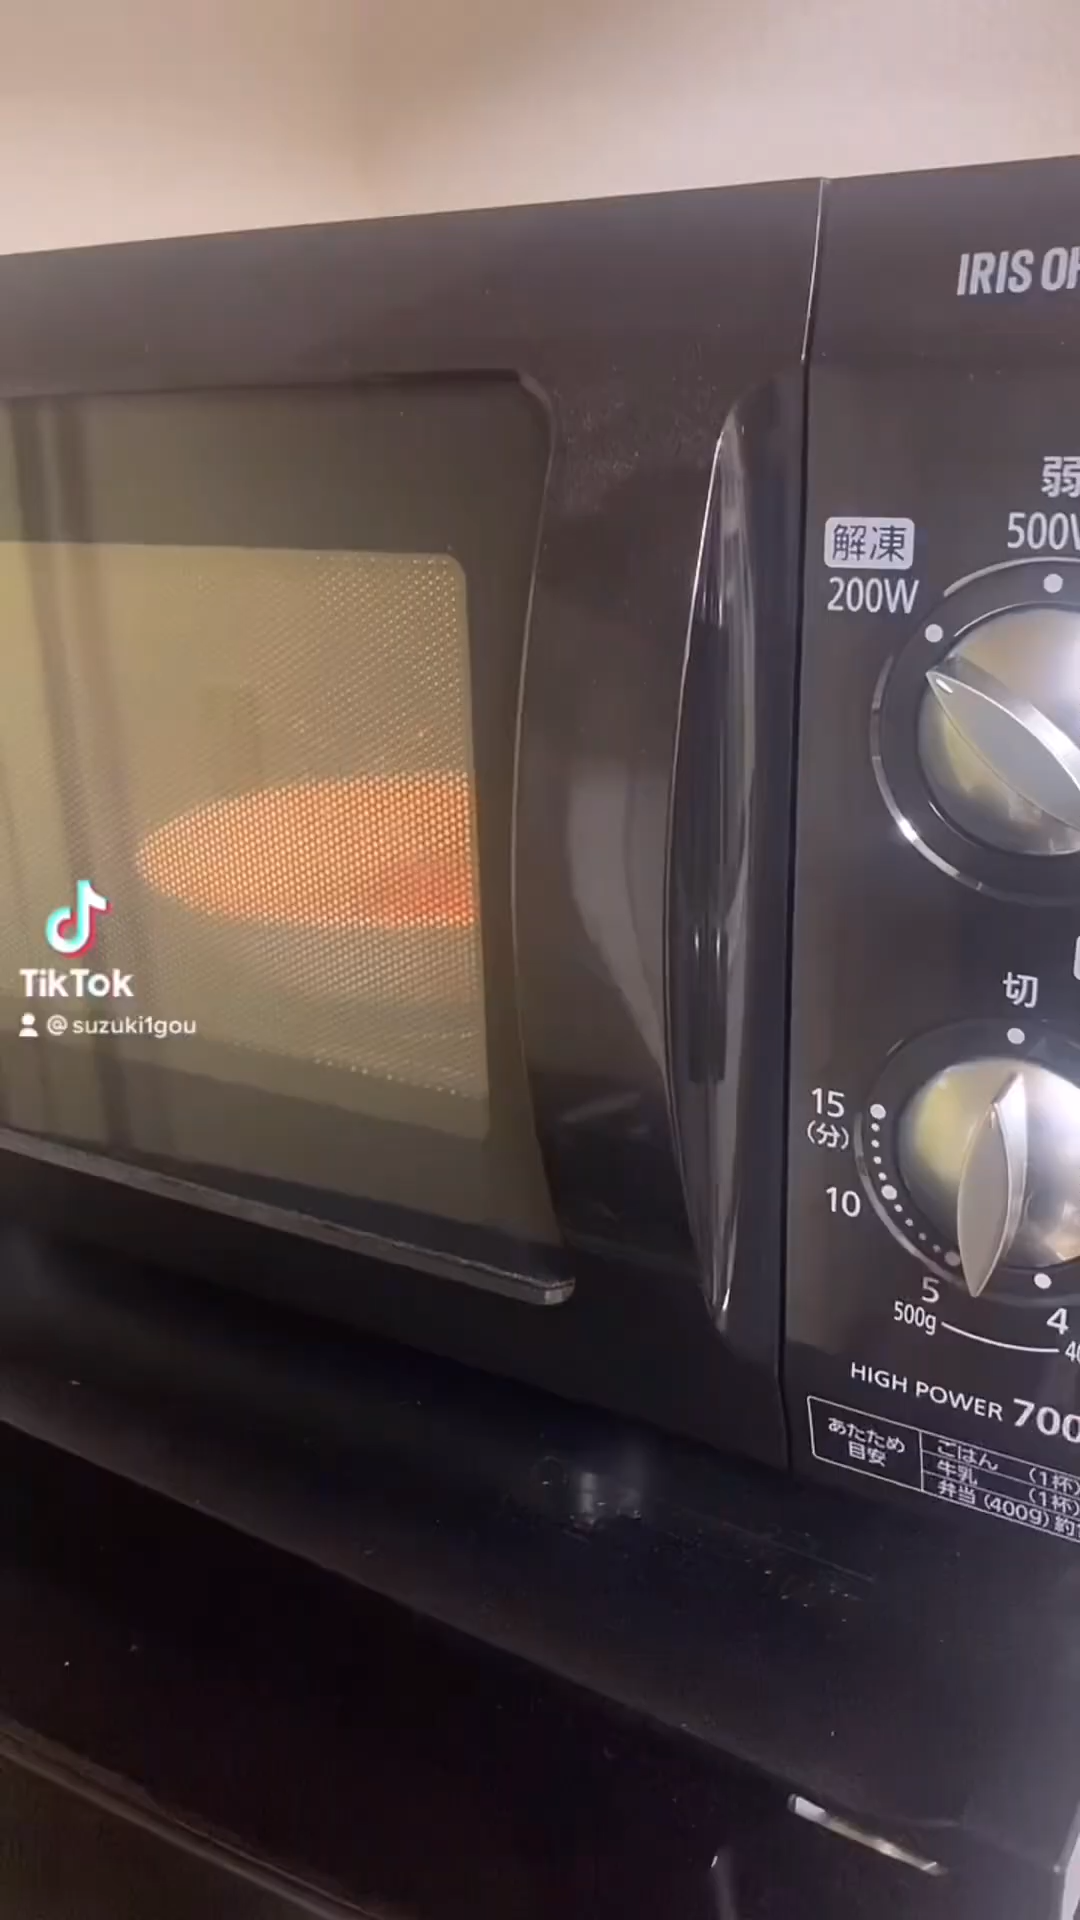 IRIS OH
弱
500W
解凍
200W
切
15
(分)
10
5
500g
4
HIGH POWER 700
あたため
目安
ごはん (1杯)
牛乳 (1杯)
弁当 (400g) 約
TikTok
@suzuki1gou